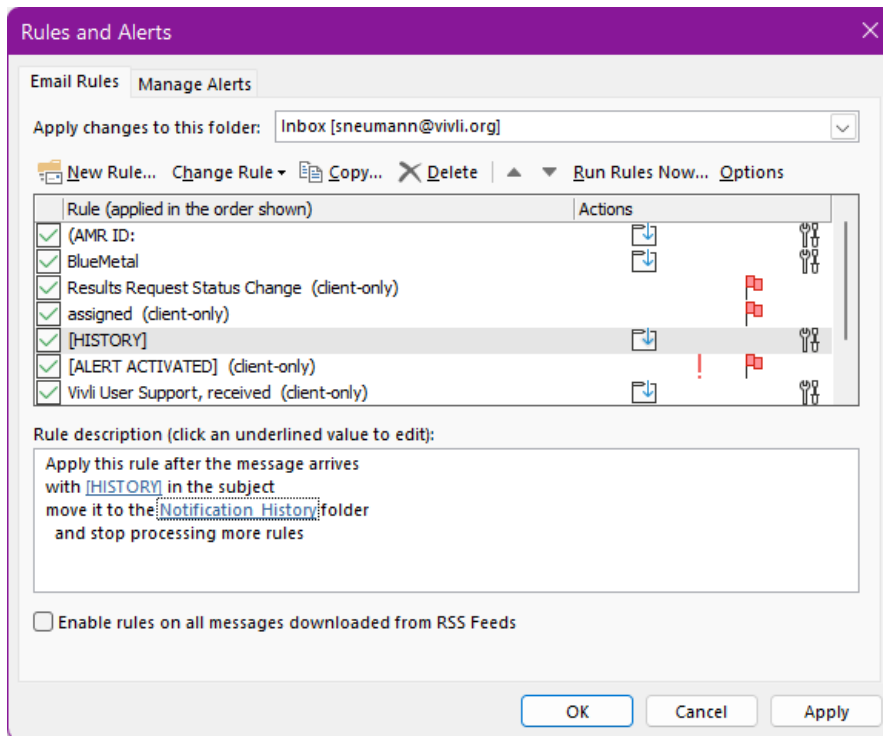 Rules and Alerts
Email Rules Manage Alerts
Apply changes to this folder: Inbox [sneumann@vivli.org]
New Rule... Change Rule Copy... Delete Run Rules Now... Options
Rule (applied in the order shown) Actions
(AMR ID:
BlueMetal
Results Request Status Change (client-only)
assigned (client-only)
[HISTORY]
[ALERT ACTIVATED] (client-only)
Vivli User Support, received (client-only)
Rule description (click an underlined value to edit):
Apply this rule after the message arrives
with [HISTORY] in the subject
move it to the Notification History folder
and stop processing more rules
Enable rules on all messages downloaded from RSS Feeds
OK Cancel Apply